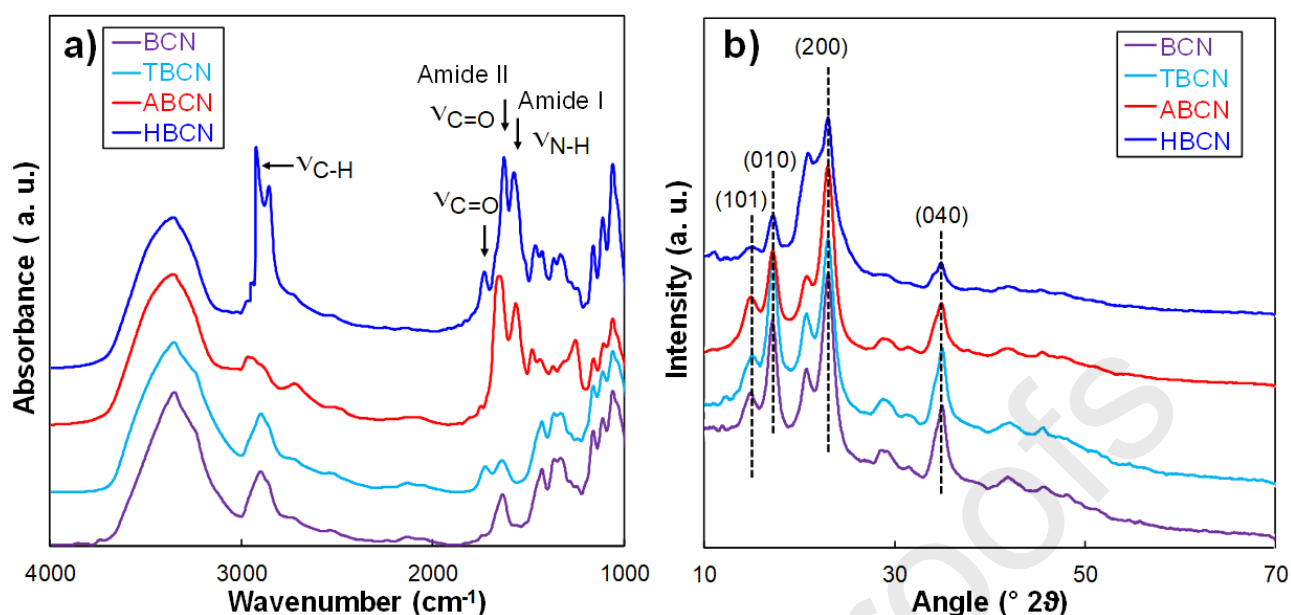 a)
BCN
TBCN
ABCN
HBCN
Amide II
νC=O
Amide I
νN-H
νC-H
νC=O
Absorbance ( a. u.)
4000
3000
2000
1000
Wavenumber (cm-1)
b)
(200)
BCN
TBCN
ABCN
HBCN
(010)
(101)
(040)
Intensity (a. u.)
10
30
50
70
Angle (° 2ϑ)
roofs